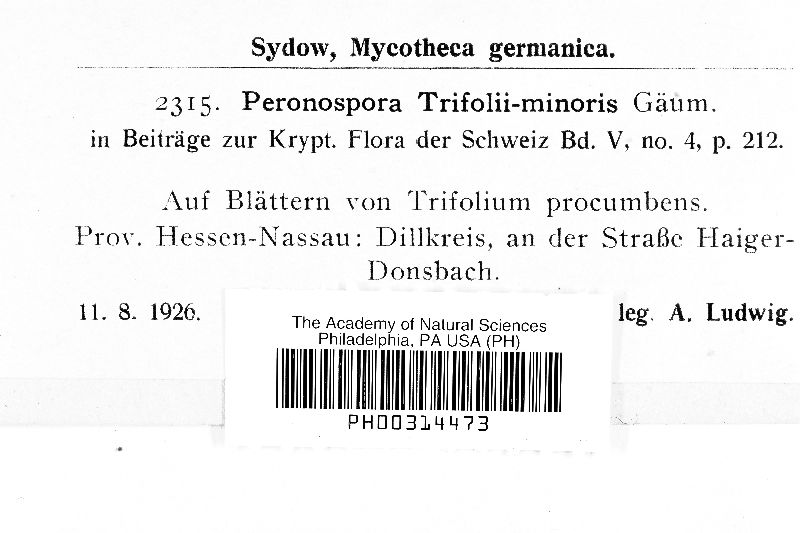 Sydow, Mycotheca germanica.
2315. Peronospora Trifolii-minoris Gäum.
in Beiträge zur Krypt. Flora der Schweiz Bd. V, no. 4, p. 212.
Auf Blättern von Trifolium procumbens.
Prov. Hessen-Nassau: Dillkreis, an der Straße Haiger-
Donsbach.
11. 8. 1926. leg. A. Ludwig.
The Academy of Natural Sciences
Philadelphia, PA USA (PH)
PH00314473